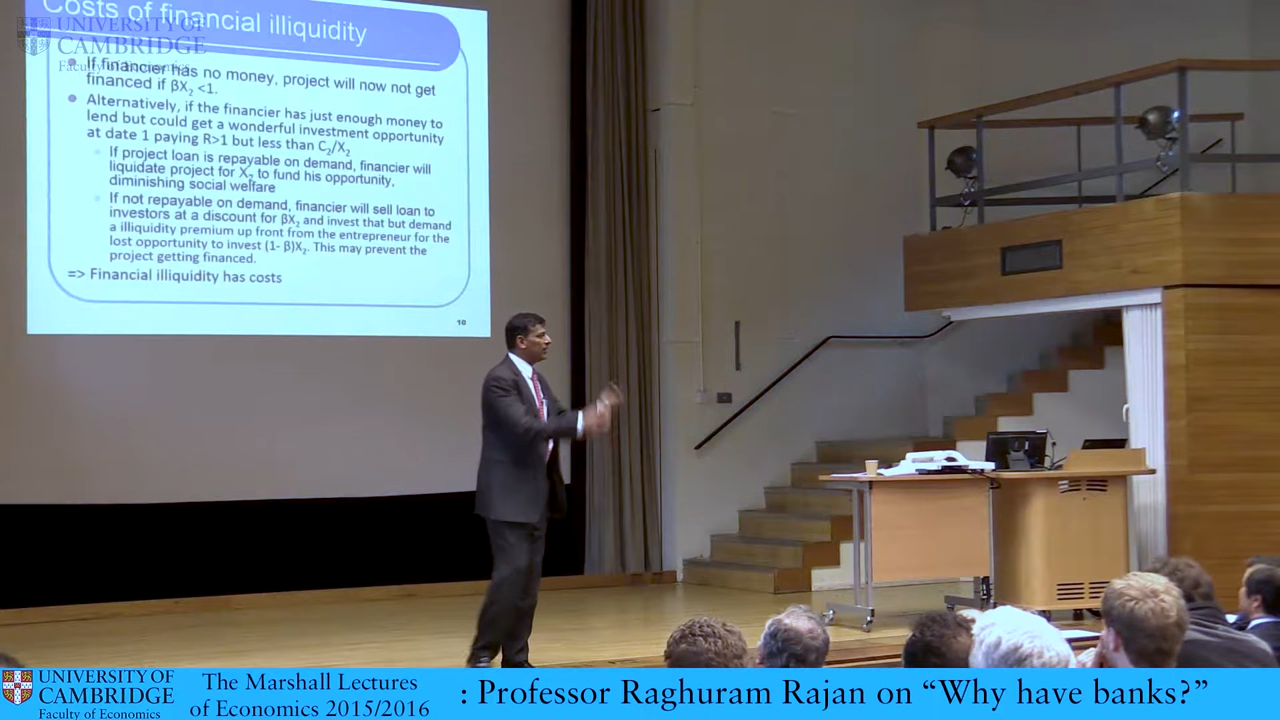 Costs of financial illiquidity
UNIVERSITY OF
CAMBRIDGE
Faculty of Economics
If financier has no money, project will now not get
financed if βX₂ <1.
Alternatively, if the financier has just enough money to
lend but could get a wonderful investment opportunity
at date 1 paying R>1 but less than C₂/X₂
If project loan is repayable on demand, financier will
liquidate project for X₂ to fund his opportunity,
diminishing social welfare
If not repayable on demand, financier will sell loan to
investors at a discount for βX₂ and invest that but demand
a illiquidity premium up front from the entrepreneur for the
lost opportunity to invest (1- β)X₂. This may prevent the
project getting financed.
=> Financial illiquidity has costs
10
UNIVERSITY OF
CAMBRIDGE
Faculty of Economics
The Marshall Lectures
of Economics 2015/2016
: Professor Raghuram Rajan on “Why have banks?”